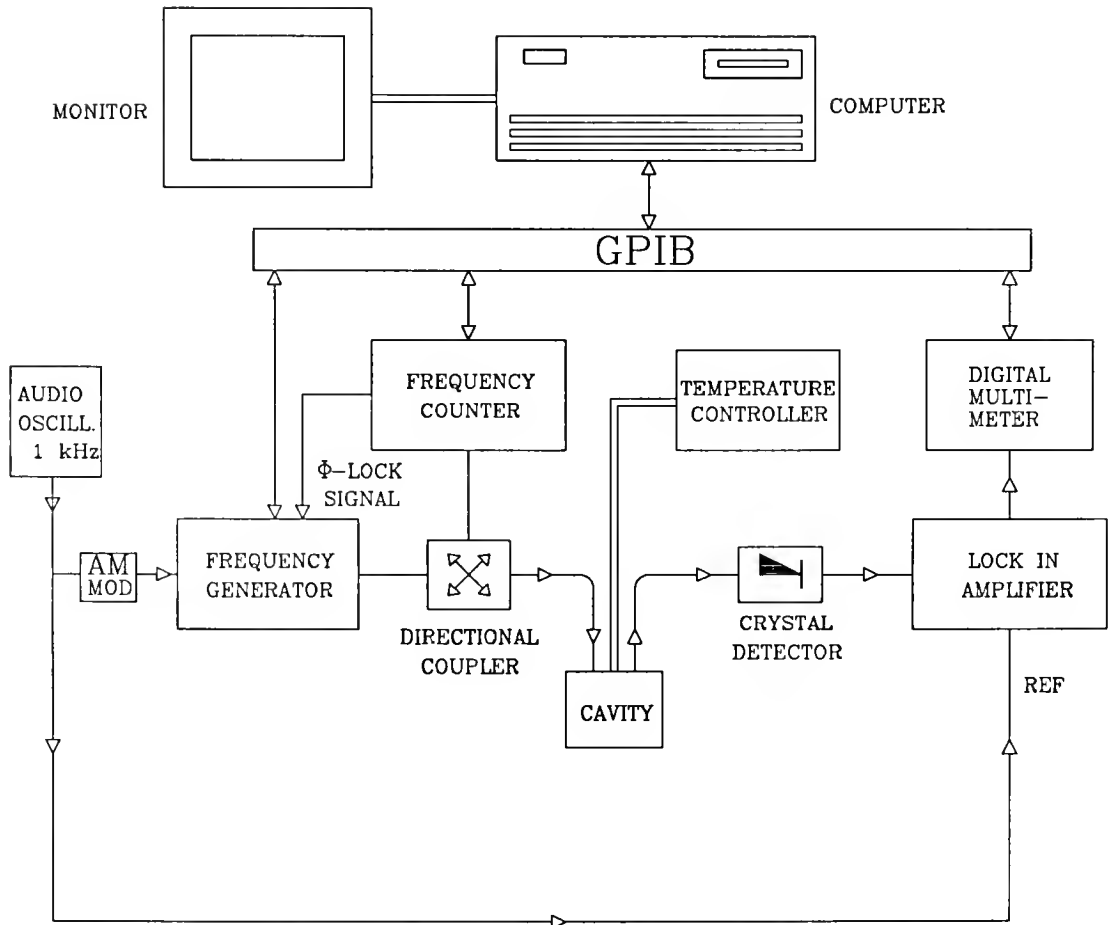 MONITOR
COMPUTER
GPIB
AUDIO
OSCILL.
1 kHz
FREQUENCY
COUNTER
TEMPERATURE
CONTROLLER
DIGITAL
MULTI-
METER
Φ-LOCK
SIGNAL
AM
MOD
FREQUENCY
GENERATOR
DIRECTIONAL
COUPLER
CAVITY
CRYSTAL
DETECTOR
LOCK IN
AMPLIFIER
REF